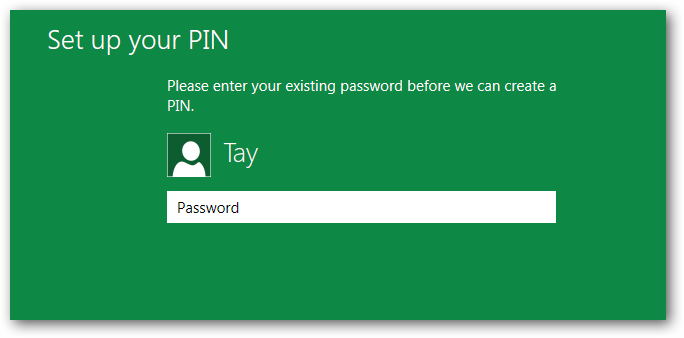 Set up your PIN
Please enter your existing password before we can create a
PIN.
Tay
Password